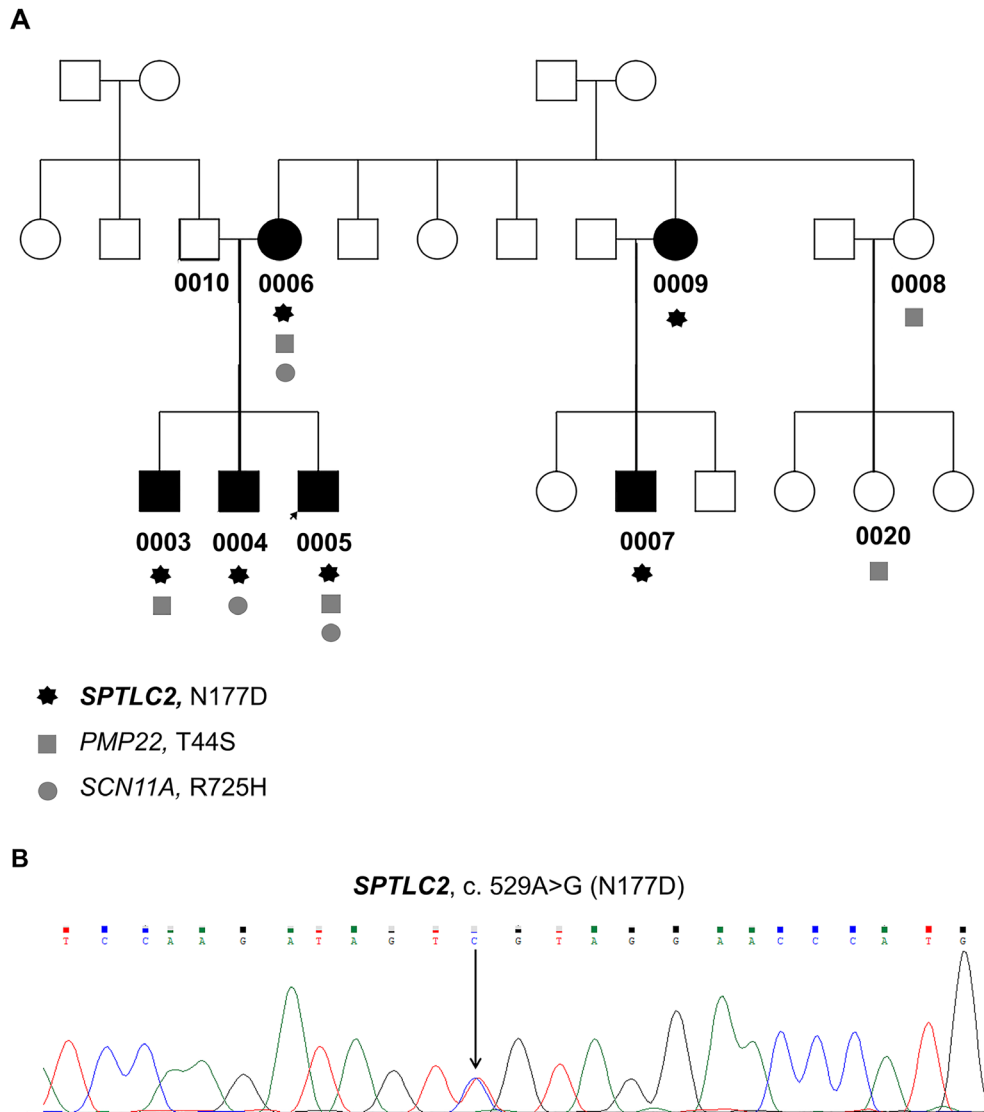 A
0010
0006
0009
0008
0003
0004
0005
0007
0020
SPTLC2, N177D
PMP22, T44S
SCN11A, R725H
B
SPTLC2, c. 529A>G (N177D)
T C C A A G A T A G T C G T A G G A A C C C A T G